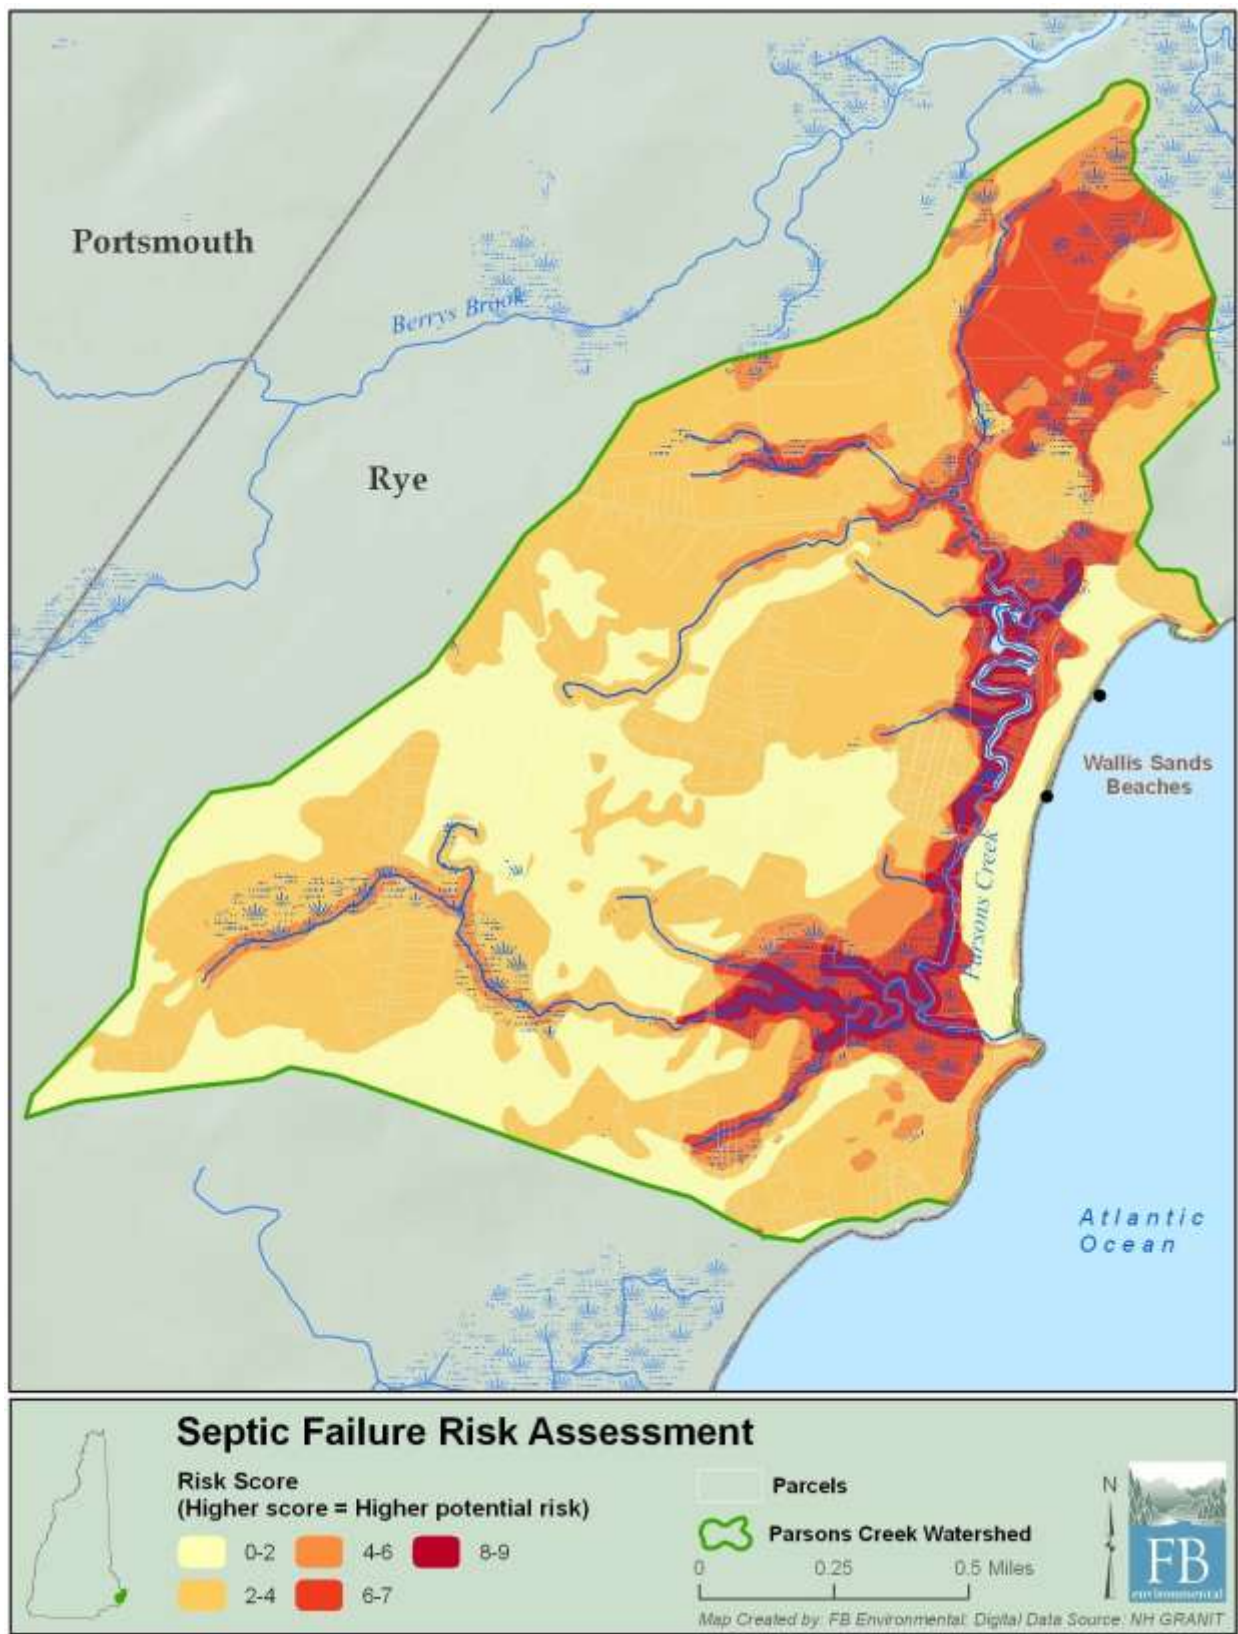 Portsmouth
Berrys Brook
Rye
Wallis Sands
Beaches
Parsons Creek
Atlantic
Ocean
Septic Failure Risk Assessment
Risk Score
(Higher score = Higher potential risk)
0-2
4-6
8-9
2-4
6-7
Parcels
Parsons Creek Watershed
0
0.25
0.5 Miles
N
FB
environmental
Map Created by: FB Environmental: Digital Data Source: NH GRANIT